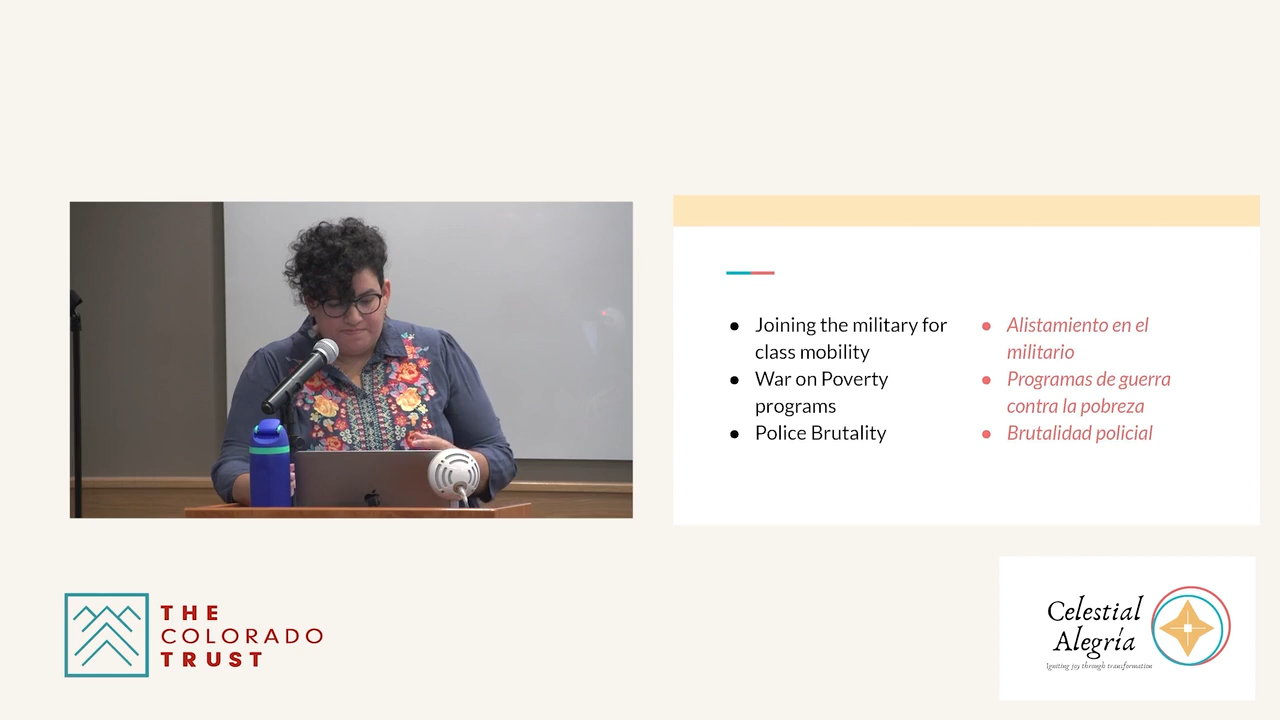 Joining the military for
class mobility
War on Poverty
programs
Police Brutality
Alistamiento en el
militario
Programas de guerra
contra la pobreza
Brutalidad policial
THE
COLORADO
TRUST
Celestial
Alegría
Igniting joy through transformation